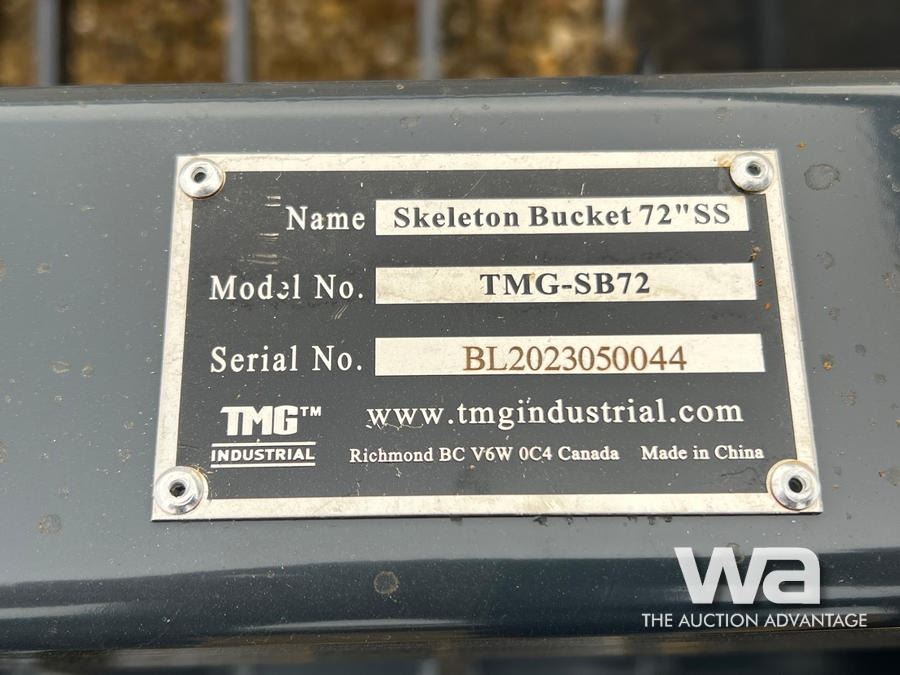 Name Skeleton Bucket 72"SS
Model No. TMG-SB72
Serial No. BL2023050044
TMG™ www.tmgindustrial.com
INDUSTRIAL Richmond BC V6W 0C4 Canada Made in China
wa
THE AUCTION ADVANTAGE